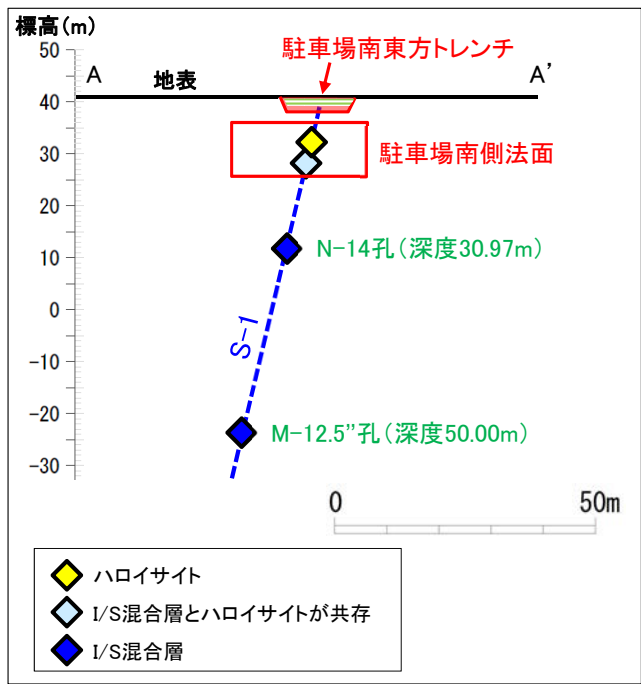 標高(m)
50
駐車場南東方トレンチ
A
地表
A’
40
30
駐車場南側法面
20
10
N-14孔(深度30.97m)
0
S-1
-10
-20
M-12.5”孔(深度50.00m)
-30
0
50m
ハロイサイト
I/S混合層とハロイサイトが共存
I/S混合層